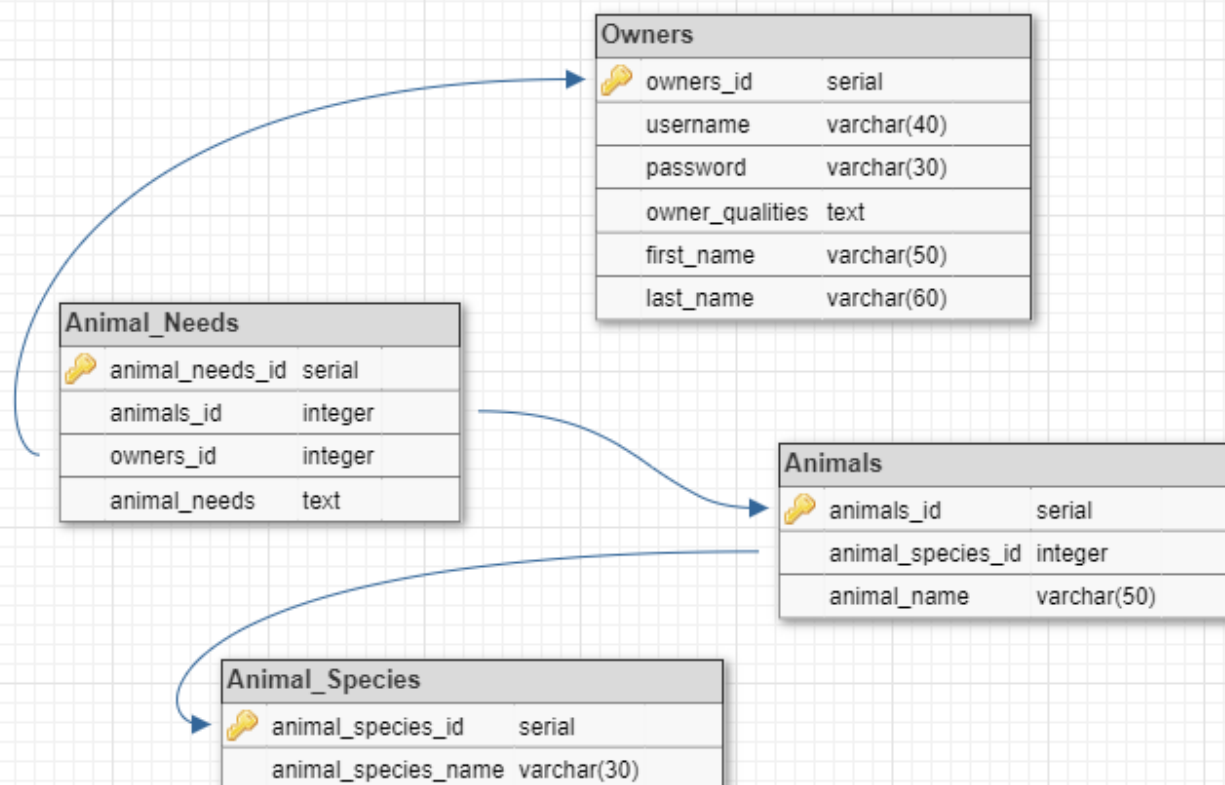 Owners
owners_id serial
username varchar(40)
password varchar(30)
owner_qualities text
first_name varchar(50)
last_name varchar(60)
Animal_Needs
animal_needs_id serial
animals_id integer
owners_id integer
animal_needs text
Animals
animals_id serial
animal_species_id integer
animal_name varchar(50)
Animal_Species
animal_species_id serial
animal_species_name varchar(30)